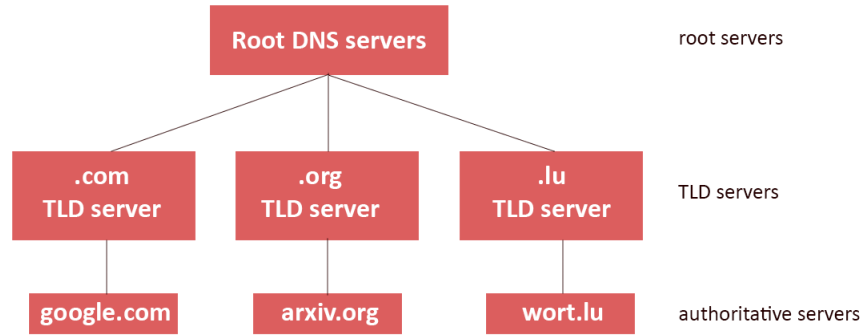 Root DNS servers
root servers
.com
TLD server
.org
TLD server
.lu
TLD server
TLD servers
google.com
arxiv.org
wort.lu
authoritative servers